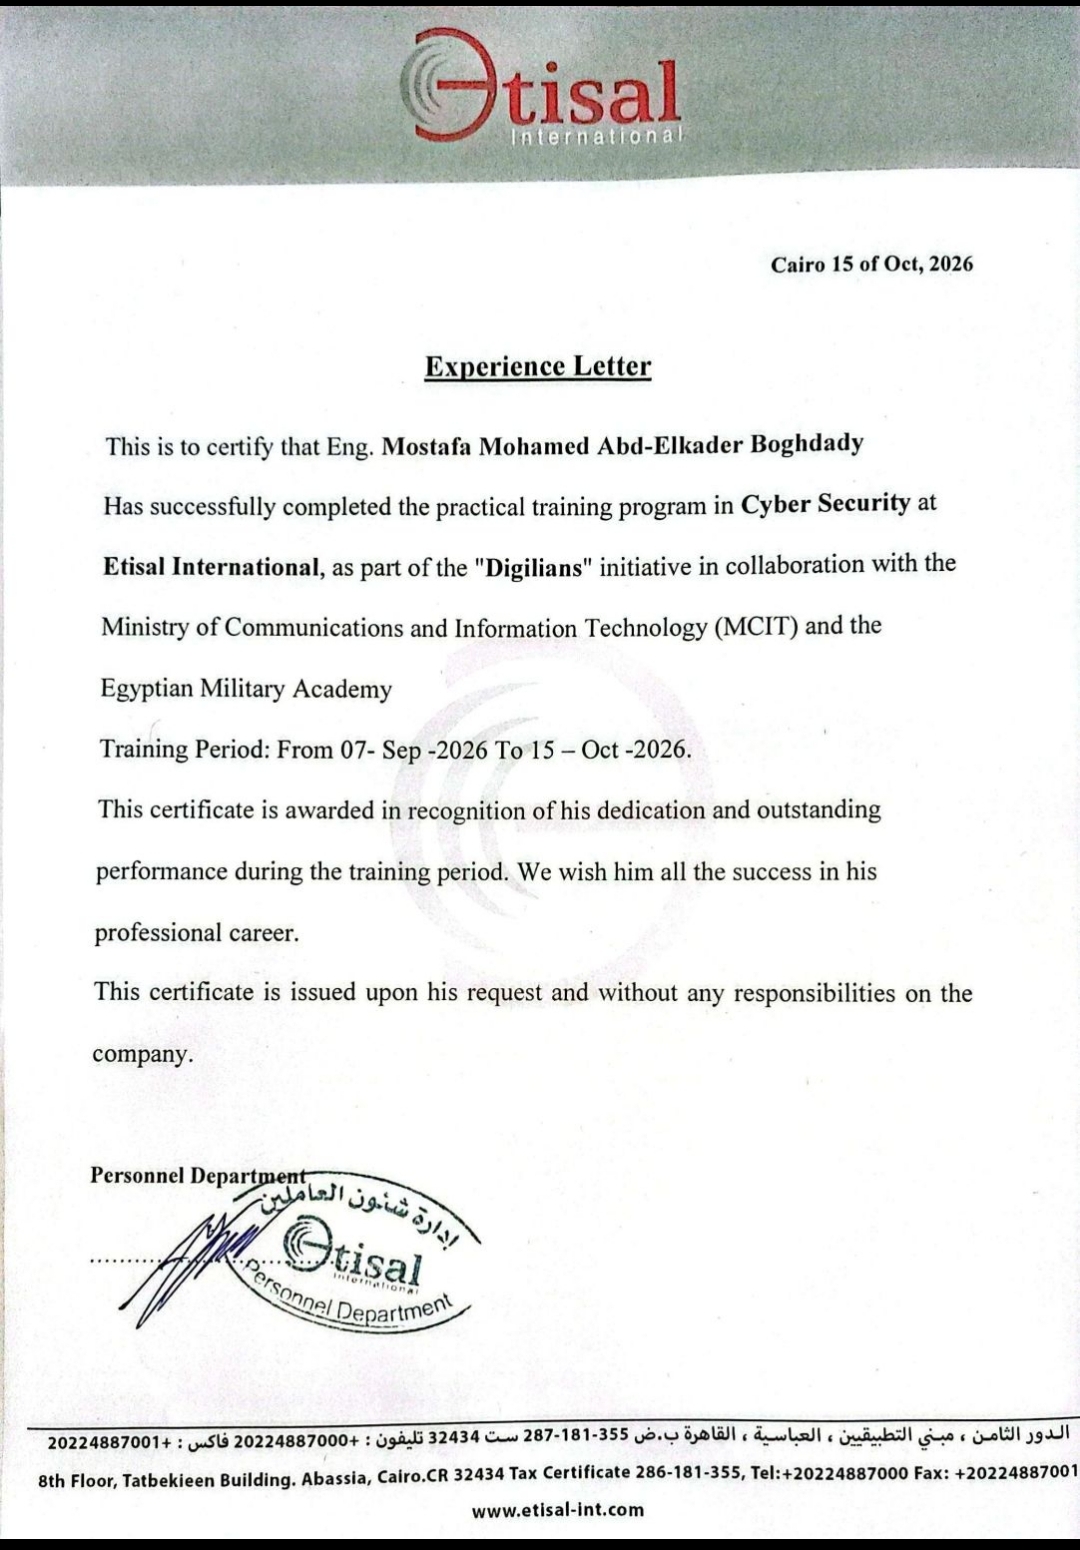 Etisal
International
Cairo 15 of Oct, 2026
Experience Letter
This is to certify that Eng. Mostafa Mohamed Abd-Elkader Boghdady
Has successfully completed the practical training program in Cyber Security at
Etisal International, as part of the "Digilians" initiative in collaboration with the
Ministry of Communications and Information Technology (MCIT) and the
Egyptian Military Academy
Training Period: From 07- Sep -2026 To 15 – Oct -2026.
This certificate is awarded in recognition of his dedication and outstanding
performance during the training period. We wish him all the success in his
professional career.
This certificate is issued upon his request and without any responsibilities on the
company.
Personnel Department
إدارة شئون العاملين
Etisal
International
Personnel Department
الدور الثامن ، مبني التطبيقيين ، العباسية ، القاهرة ب.ض 355-181-287 ست 32434 تليفون : +20224887000 فاكس : +20224887001
8th Floor, Tatbekieen Building. Abassia, Cairo.CR 32434 Tax Certificate 286-181-355, Tel:+20224887000 Fax: +20224887001
www.etisal-int.com